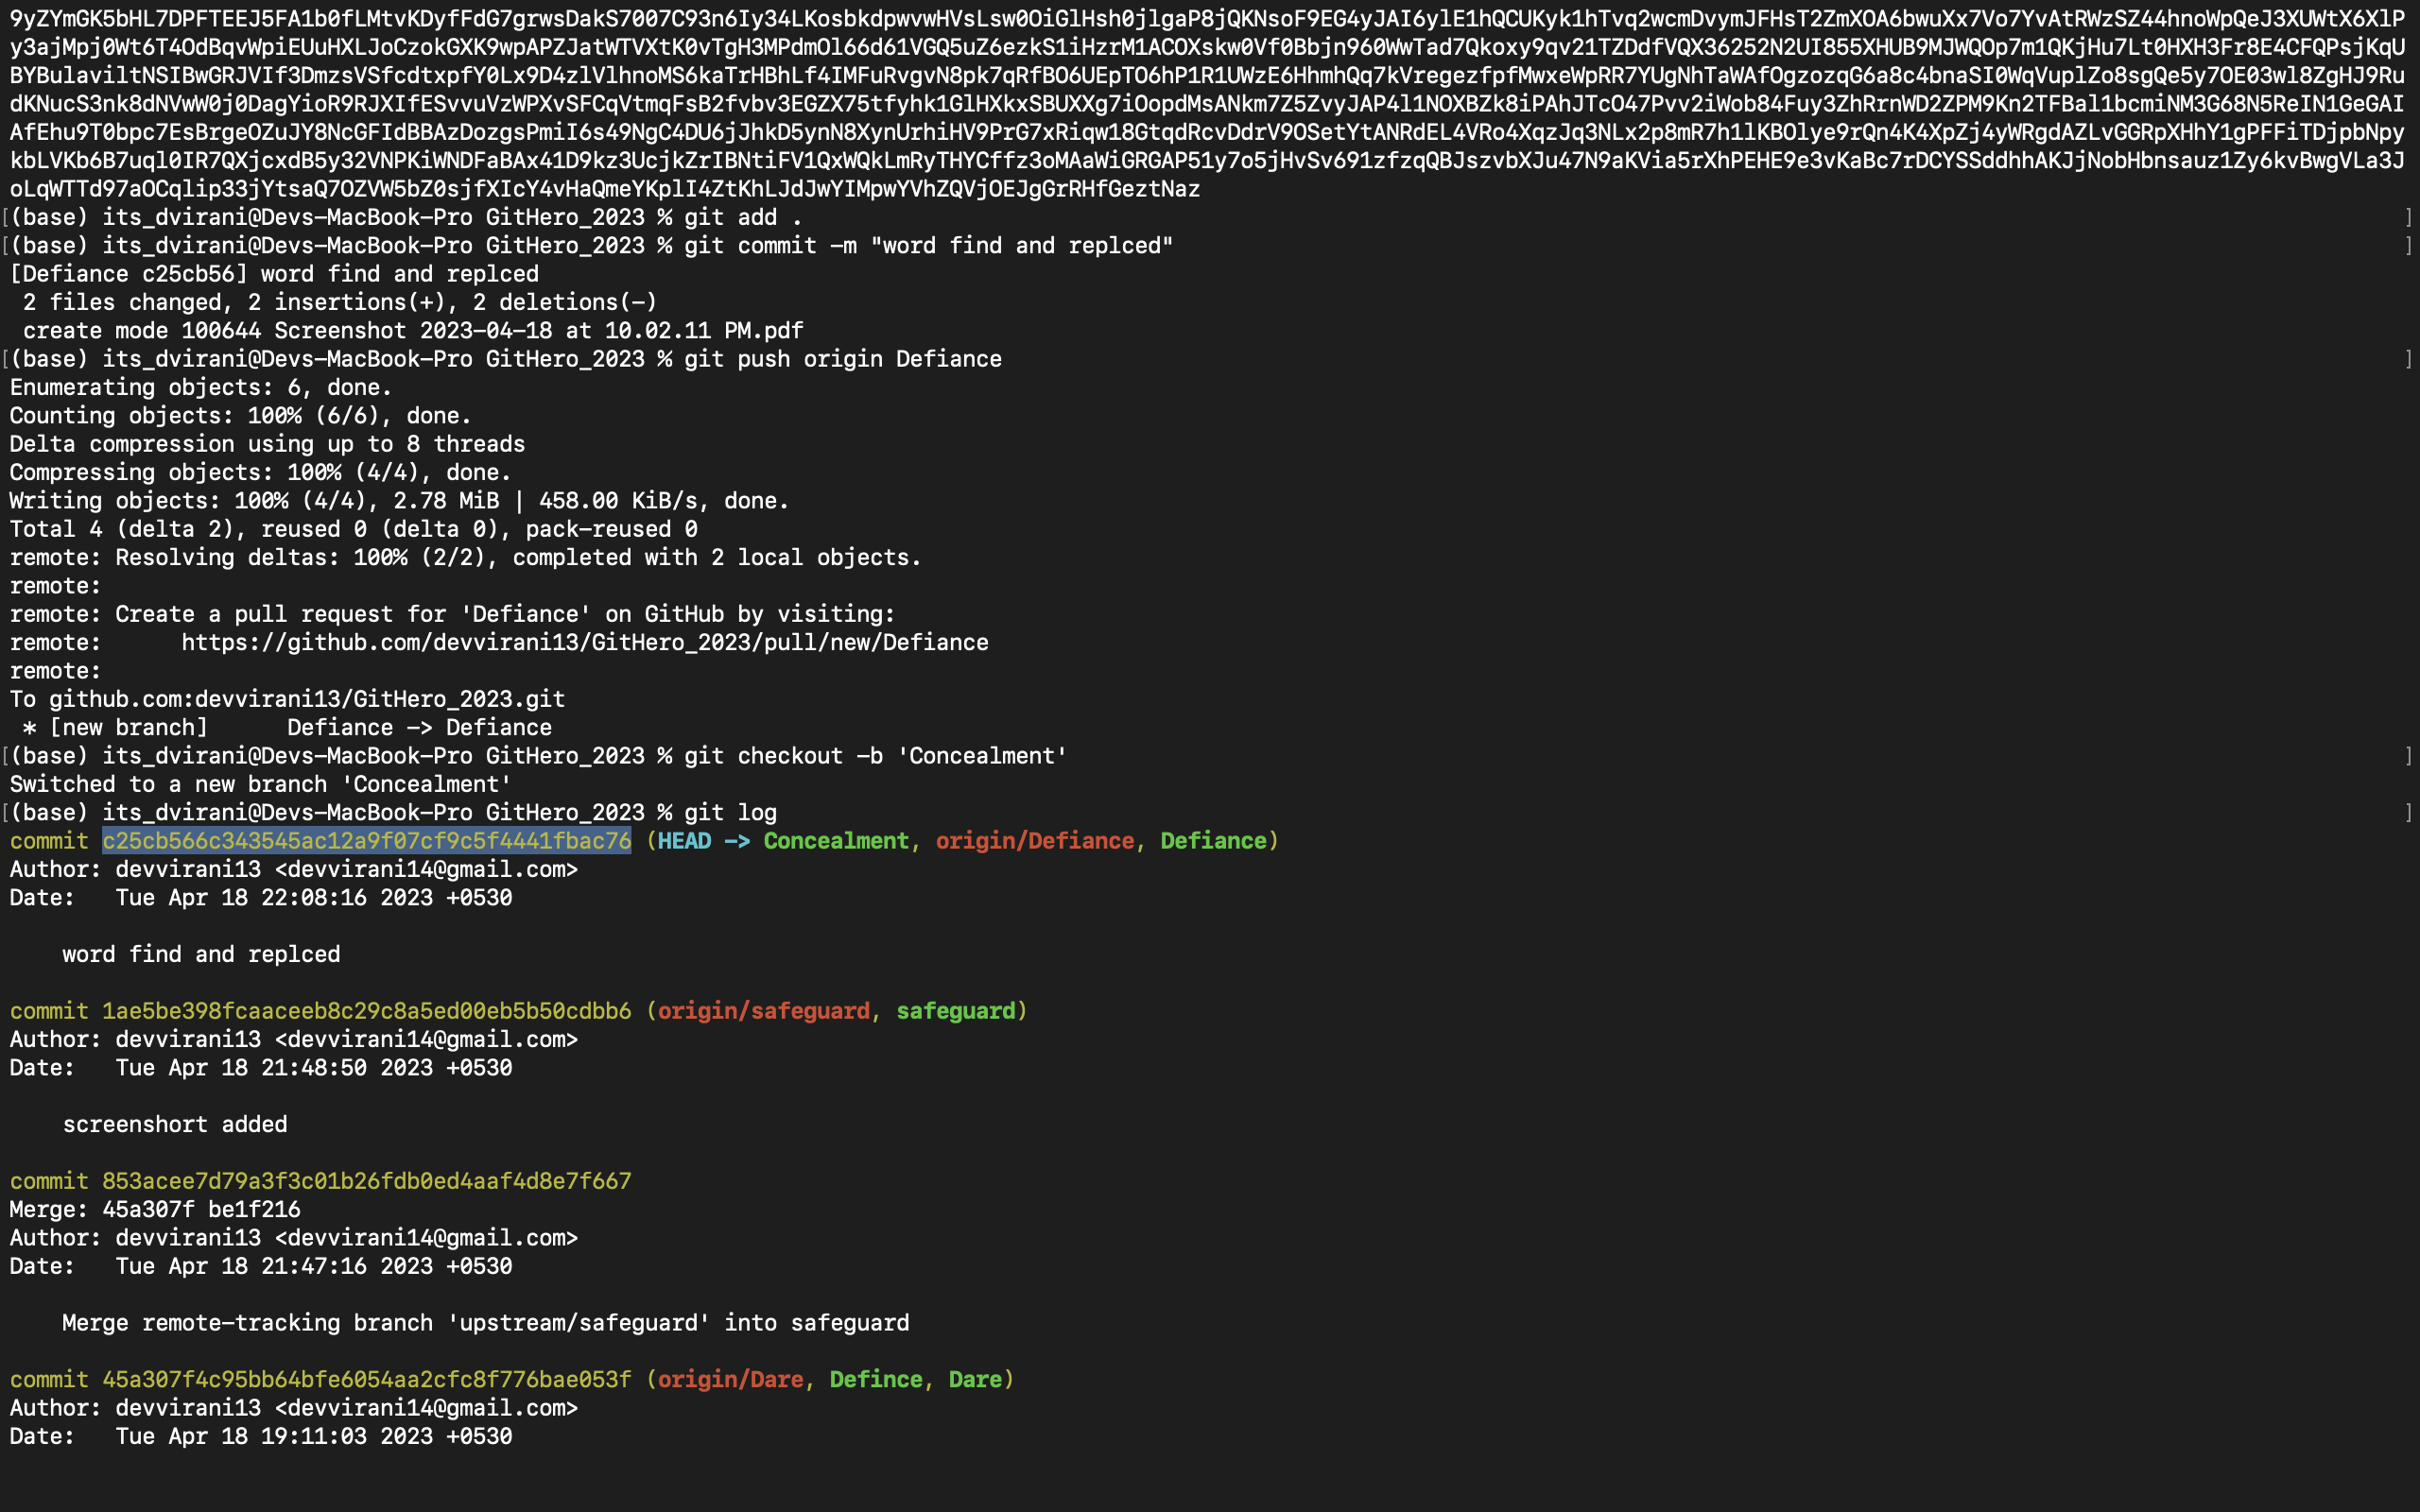 9yZYmGK5bHL7DPFTEEJ5FA1b0fLMtvKDyfFdG7grwsDakS7007C93n6Iy34LKosbkdpwvwHVsLsw0OiGlHsh0jlgaP8jQKNsoF9EG4yJAI6ylE1hQCUKyk1hTvq2wcmDvymJFHsT2ZmXOA6bwuXx7Vo7YvAtRWzSZ44hnoWpQeJ3XUWtX6XlP
y3ajMpj0Wt6T4OdBqvWpiEUuHXLJoCzokGXK9wpAPZJatWTVXtK0vTgH3MPdmOl66d61VGQ5uZ6ezkS1iHzrM1ACOXskw0Vf0Bbjn960WwTad7Qkoxy9qv21TZDdfVQX36252N2UI855XHUB9MJWQOp7m1QKjHu7Lt0HXH3Fr8E4CFQPsjKqU
BYBulaviltNSIBwGRJVIf3DmzsVSfcdtxpfY0Lx9D4zlVlhnoMS6kaTrHBhLf4IMFuRvgvN8pk7qRfBO6UEpTO6hP1R1UWzE6HhmhQq7kVregezfpfMwxeWpRR7YUgNhTaWAfOgzozqG6a8c4bnaSI0WqVuplZo8sgQe5y7OE03wl8ZgHJ9Ru
dKNucS3nk8dNVwW0j0DagYioR9RJXIfESvvuVzWPXvSFCqVtmqFsB2fvbv3EGZX75tfyhk1GlHXkxSBUXXg7iOopdMsANkm7Z5ZvyJAP4l1NOXBZk8iPAhJTcO47Pvv2iWob84Fuy3ZhRrnWD2ZPM9Kn2TFBal1bcmiNM3G68N5ReIN1GeGAI
AfEhu9T0bpc7EsBrgeOZuJY8NcGFIdBBAzDozgsPmiI6s49NgC4DU6jJhkD5ynN8XynUrhiHV9PrG7xRiqw18GtqdRcvDdrV9OSetYtANRdEL4VRo4XqzJq3NLx2p8mR7h1lKBOlye9rQn4K4XpZj4yWRgdAZLvGGRpXHhY1gPFFiTDjpbNpy
kbLVKb6B7uql0IR7QXjcxdB5y32VNPKiWNDFaBAx41D9kz3UcjkZrIBNtiFV1QxWQkLmRyTHYCffz3oMAaWiGRGAP51y7o5jHvSv691zfzqQBJszvbXJu47N9aKVia5rXhPEHE9e3vKaBc7rDCYSSddhhAKJjNobHbnsauz1Zy6kvBwgVLa3J
oLqWTTd97aOCqlip33jYtsaQ7OZVW5bZ0sjfXIcY4vHaQmeYKplI4ZtKhLJdJwYIMpwYVhZQVjOEJgGrRHfGeztNaz
[(base) its_dvirani@Devs-MacBook-Pro GitHero_2023 % git add . ]
[(base) its_dvirani@Devs-MacBook-Pro GitHero_2023 % git commit -m "word find and replced" ]
[Defiance c25cb56] word find and replced
2 files changed, 2 insertions(+), 2 deletions(-)
create mode 100644 Screenshot 2023-04-18 at 10.02.11 PM.pdf
[(base) its_dvirani@Devs-MacBook-Pro GitHero_2023 % git push origin Defiance ]
Enumerating objects: 6, done.
Counting objects: 100% (6/6), done.
Delta compression using up to 8 threads
Compressing objects: 100% (4/4), done.
Writing objects: 100% (4/4), 2.78 MiB | 458.00 KiB/s, done.
Total 4 (delta 2), reused 0 (delta 0), pack-reused 0
remote: Resolving deltas: 100% (2/2), completed with 2 local objects.
remote:
remote: Create a pull request for 'Defiance' on GitHub by visiting:
remote:      https://github.com/devvirani13/GitHero_2023/pull/new/Defiance
remote:
To github.com:devvirani13/GitHero_2023.git
* [new branch]      Defiance -> Defiance
[(base) its_dvirani@Devs-MacBook-Pro GitHero_2023 % git checkout -b 'Concealment' ]
Switched to a new branch 'Concealment'
[(base) its_dvirani@Devs-MacBook-Pro GitHero_2023 % git log ]
commit c25cb566c343545ac12a9f07cf9c5f4441fbac76 (HEAD -> Concealment, origin/Defiance, Defiance)
Author: devvirani13 <devvirani14@gmail.com>
Date:   Tue Apr 18 22:08:16 2023 +0530
word find and replced
commit 1ae5be398fcaaceeb8c29c8a5ed00eb5b50cdbb6 (origin/safeguard, safeguard)
Author: devvirani13 <devvirani14@gmail.com>
Date:   Tue Apr 18 21:48:50 2023 +0530
screenshort added
commit 853acee7d79a3f3c01b26fdb0ed4aaf4d8e7f667
Merge: 45a307f be1f216
Author: devvirani13 <devvirani14@gmail.com>
Date:   Tue Apr 18 21:47:16 2023 +0530
Merge remote-tracking branch 'upstream/safeguard' into safeguard
commit 45a307f4c95bb64bfe6054aa2cfc8f776bae053f (origin/Dare, Defince, Dare)
Author: devvirani13 <devvirani14@gmail.com>
Date:   Tue Apr 18 19:11:03 2023 +0530